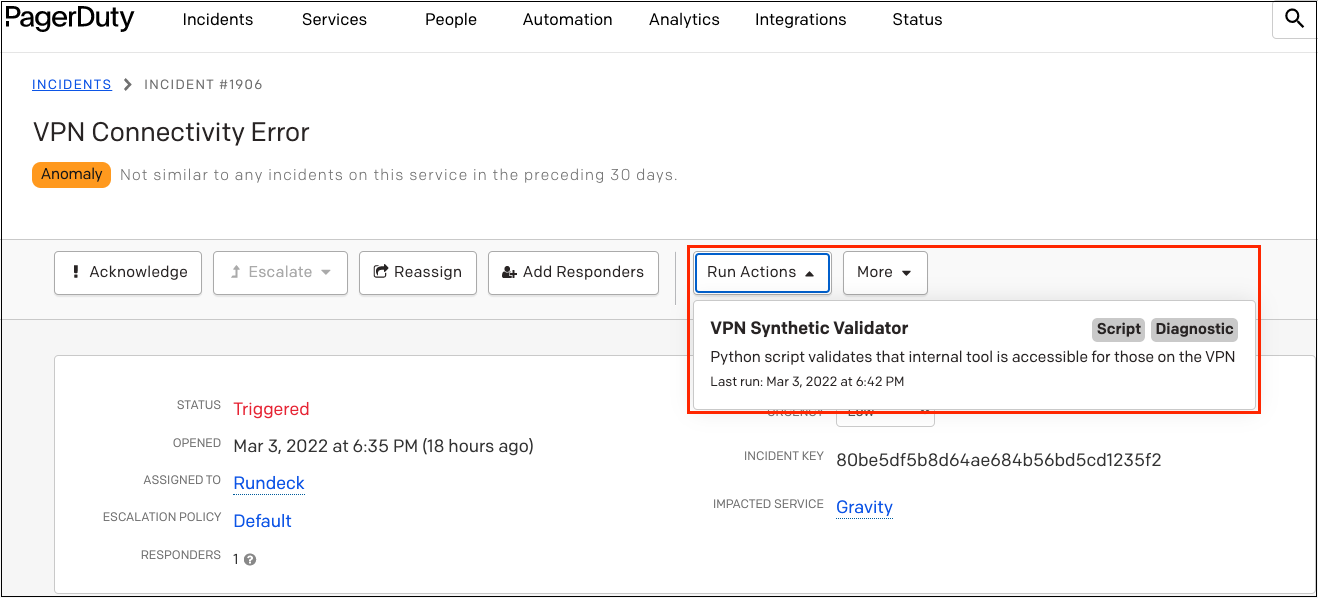 PagerDuty Incidents Services People Automation Analytics Integrations Status
INCIDENTS INCIDENT #1906
VPN Connectivity Error
Anomaly Not similar to any incidents on this service in the preceding 30 days.
Acknowledge Escalate Reassign Add Responders Run Actions More
VPN Synthetic Validator Script Diagnostic
Python script validates that internal tool is accessible for those on the VPN
Last run: Mar 3, 2022 at 6:42 PM
STATUS Triggered
URGENCY Low
OPENED Mar 3, 2022 at 6:35 PM (18 hours ago)
INCIDENT KEY 80be5df5b8d64ae684b56bd5cd1235f2
ASSIGNED TO Rundeck
IMPACTED SERVICE Gravity
ESCALATION POLICY Default
RESPONDERS 1 ?